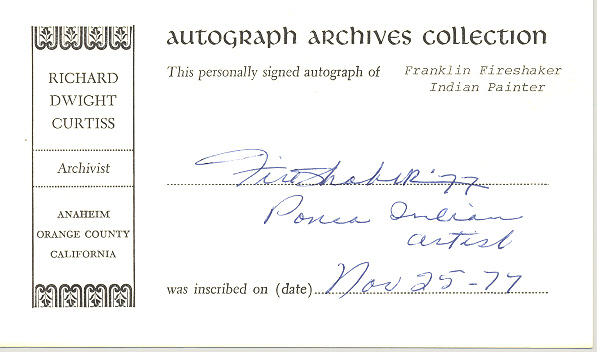 AUTOGRAPH ARCHIVES COLLECTION
RICHARD
DWIGHT
CURTISS
Archivist
ANAHEIM
ORANGE COUNTY
CALIFORNIA
This personally signed autograph of Franklin Fireshaker
Indian Painter
Fireshaker '77
Ponca Indian
artist
was inscribed on (date) Nov 25-77